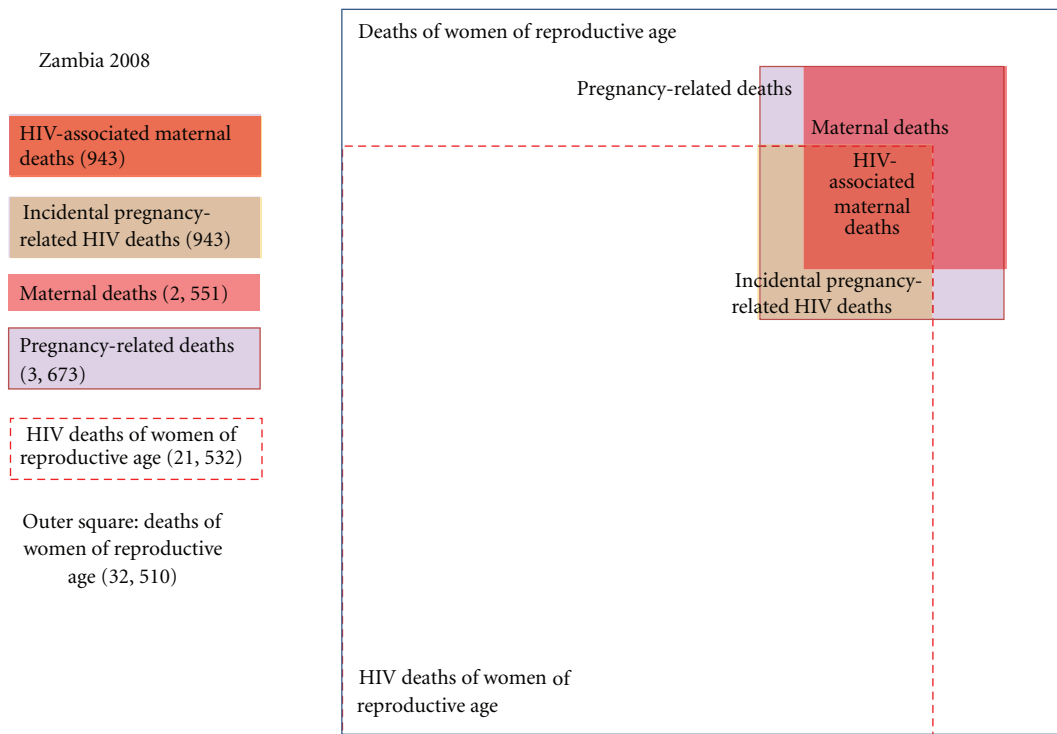 Zambia 2008
HIV-associated maternal
deaths (943)
Incidental pregnancy-
related HIV deaths (943)
Maternal deaths (2, 551)
Pregnancy-related deaths
(3, 673)
HIV deaths of women of
reproductive age (21, 532)
Outer square: deaths of
women of reproductive
age (32, 510)
Deaths of women of reproductive age
Pregnancy-related deaths
Maternal deaths
HIV-
associated
maternal
deaths
Incidental pregnancy-
related HIV deaths
HIV deaths of women of
reproductive age